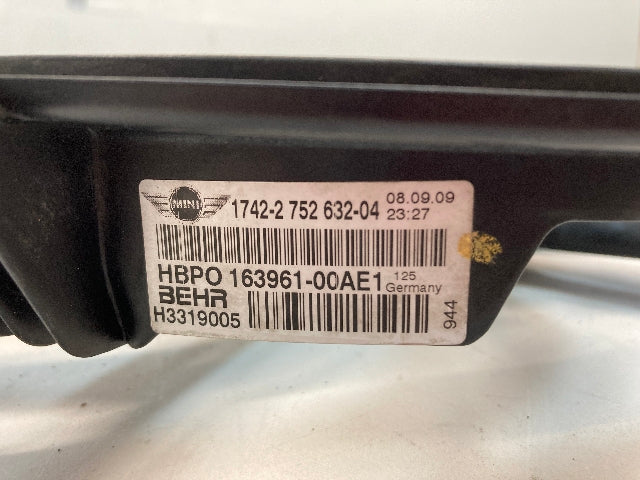 MINI
1742-2 752 632-04
08.09.09
23:27
HBPO 163961-00AE1
125
Germany
BEHR
H3319005
944